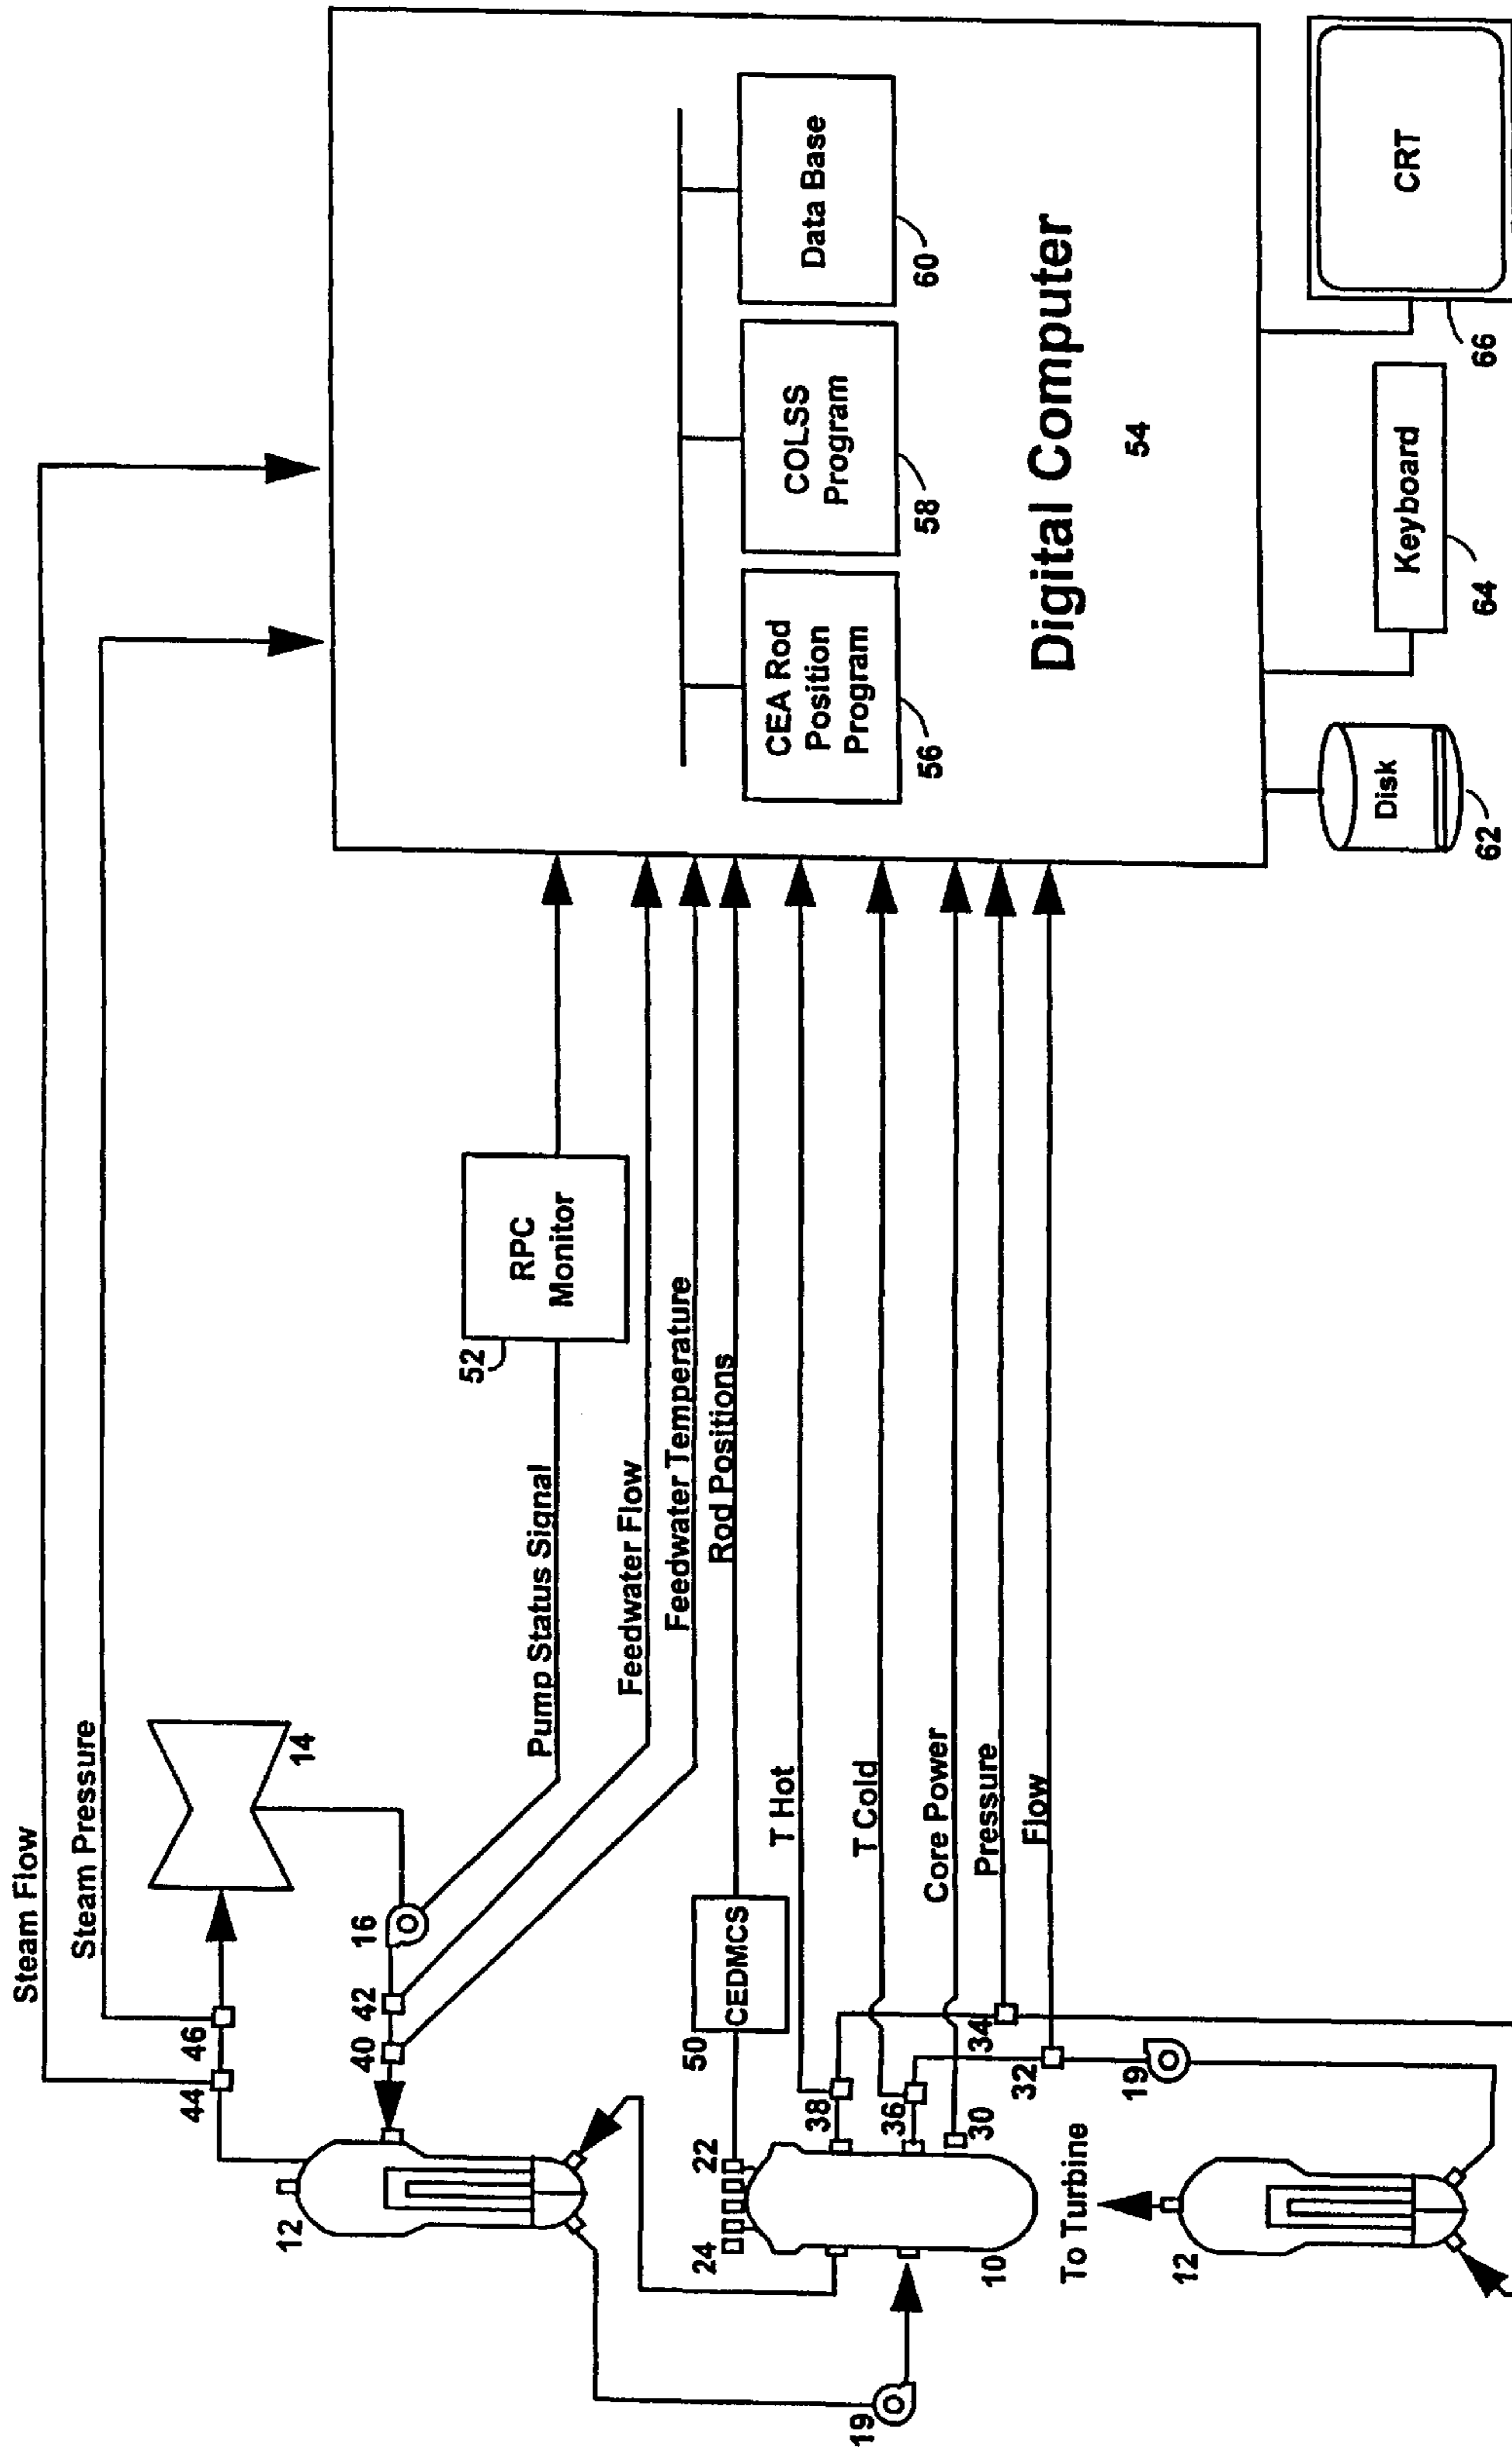 Steam Flow
Steam Pressure
44
46
14
12
40
42
16
Pump Status Signal
52
RPC
Monitor
Feedwater Flow
Feedwater Temperature
Rod Positions
24
22
50
CEDMCS
T Hot
38
T Cold
36
Core Power
30
Pressure
34
Flow
32
10
19
19
To Turbine
12
CEA Rod
Position
Program
56
COLSS
Program
58
Data Base
60
Digital Computer
54
Disk
62
Keyboard
64
CRT
66